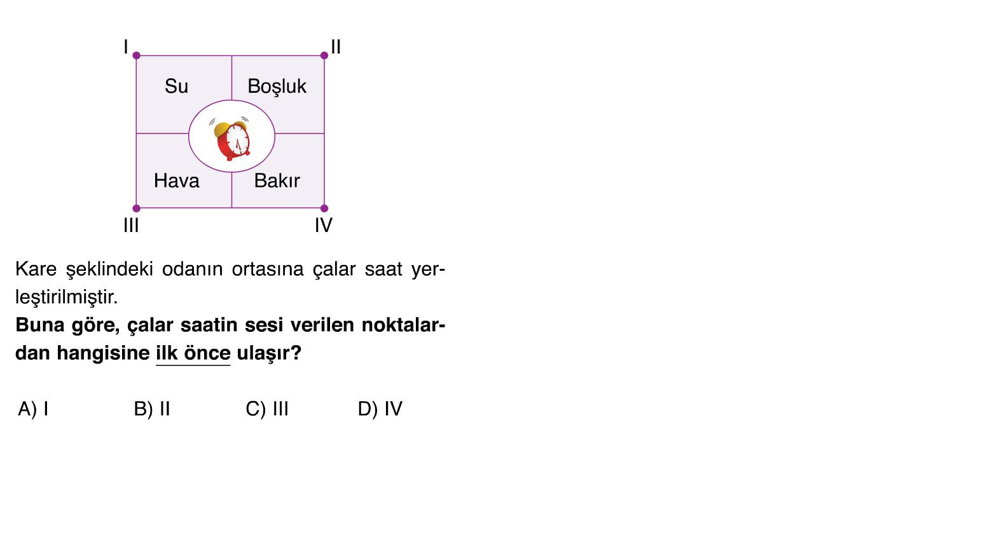 I
II
Su
Boşluk
Hava
Bakır
III
IV
Kare şeklindeki odanın ortasına çalar saat yer-
leştirilmiştir.
Buna göre, çalar saatin sesi verilen noktalar-
dan hangisine ilk önce ulaşır?
A) I
B) II
C) III
D) IV